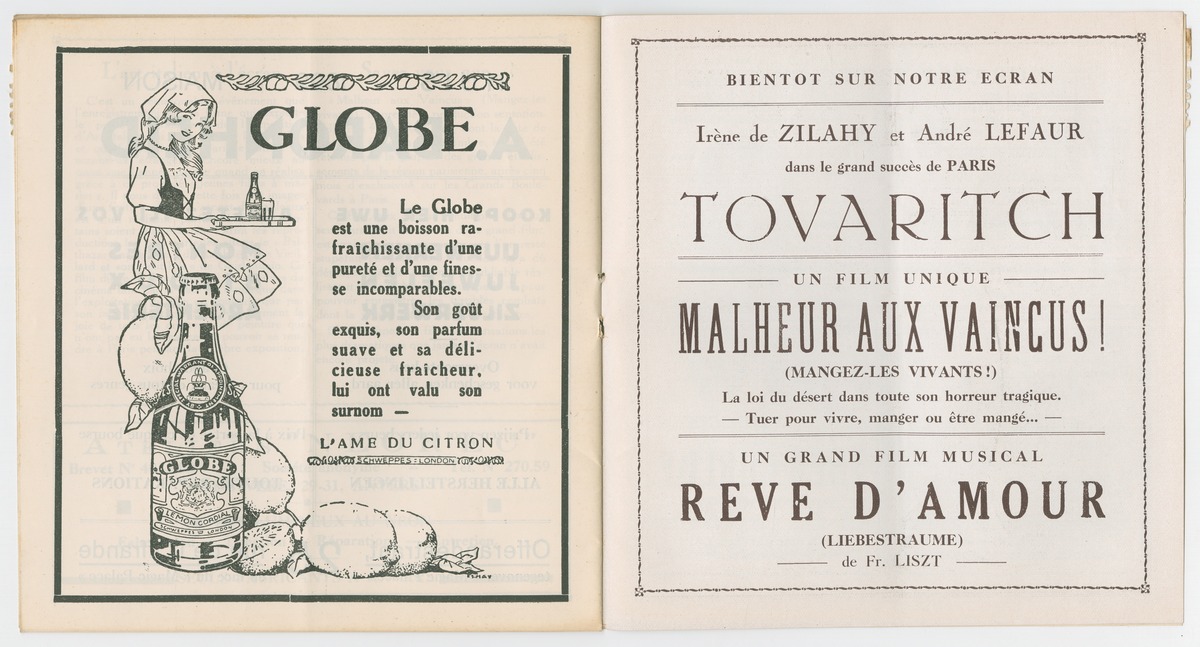 GLOBE
Le Globe
est une boisson ra-
fraîchissante d'une
pureté et d'une fines-
se incomparables.
Son goût
exquis, son parfum
suave et sa déli-
cieuse fraicheur,
lui ont valu son
surnom —
L'AME DU CITRON
SCHWEPPES-LONDON
GLOBE
LEMON CORDIAL
SCHWEPPES LD LONDON
BIENTOT SUR NOTRE ECRAN
Irène de ZILAHY et André LEFAUR
dans le grand succès de PARIS
TOVARITCH
UN FILM UNIQUE
MALHEUR AUX VAINCUS!
(MANGEZ-LES VIVANTS!)
La loi du désert dans toute son horreur tragique.
— Tuer pour vivre, manger ou être mangé... —
UN GRAND FILM MUSICAL
REVE D'AMOUR
(LIEBESTRAUME)
de Fr. LISZT